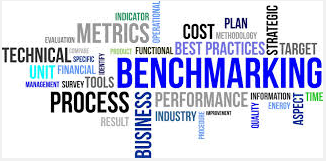 INDICATOR
OPERATIONAL
METRICS
COST
PLAN
STRATEGIC
EVALUATION
METHODOLOGY
TECHNICAL
COMPARE
PRODUCT
FUNCTIONAL
BEST PRACTICES
TARGET
SPECIFIC
UNIT
FINANCIAL
IDENTIFY
BENCHMARKING
MANAGEMENT
SURVEY
TOOLS
PROCESS
BUSINESS
PERFORMANCE
INFORMATION
ASPECT
TIME
ENERGY
QUALITY
RESULT
INDUSTRY
PROCEDURE
IMPROVEMENT